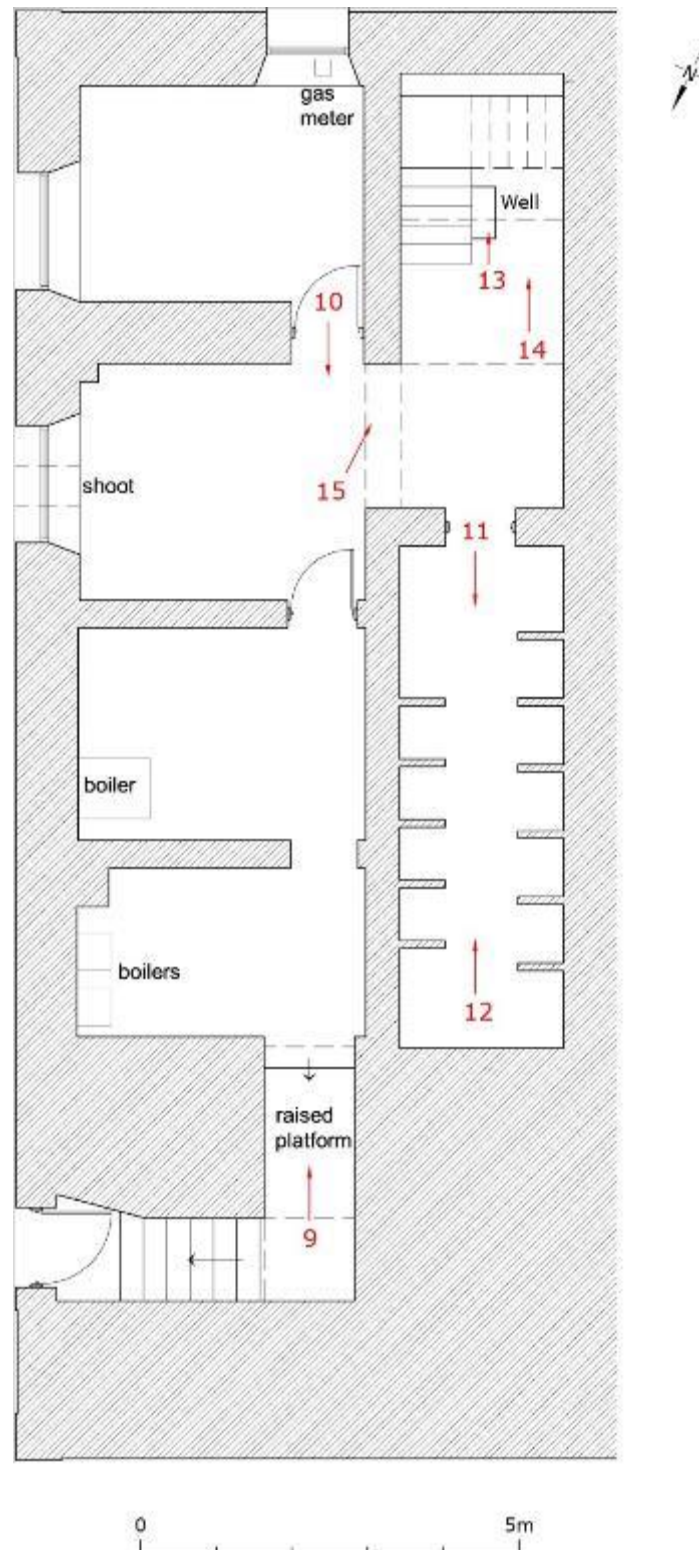 gas
meter
N
Well
13
10
14
shoot
15
11
boiler
boilers
12
raised
platform
9
0
5m